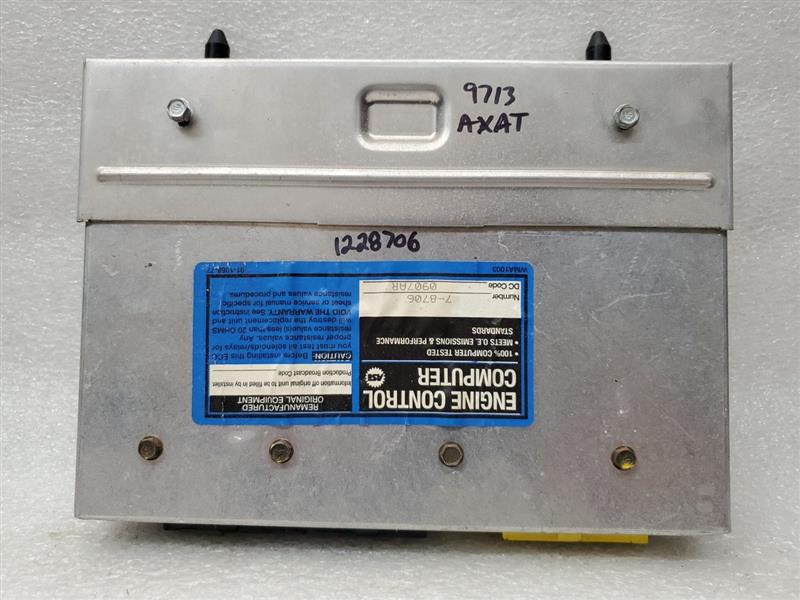 9713
AXAT
1228706
ENGINE CONTROL
COMPUTER
ASI
• 100% COMPUTER TESTED
• MEETS O.E. EMISSIONS & PERFORMANCE
STANDARDS
Number
7-8706
DC Code
0907AR
WMA1003
REMANUFACTURED
ORIGINAL EQUIPMENT
Information off original unit to be filled in by installer.
Production Broadcast Code
CAUTION: Before installing this ECC
you must test all solenoids/relays for
proper resistance values. Any
resistance value(s) less than 20 OHMS
will destroy the replacement unit and
VOID THE WARRANTY. See instruction
sheet or service manual for specific
resistance values and procedures.